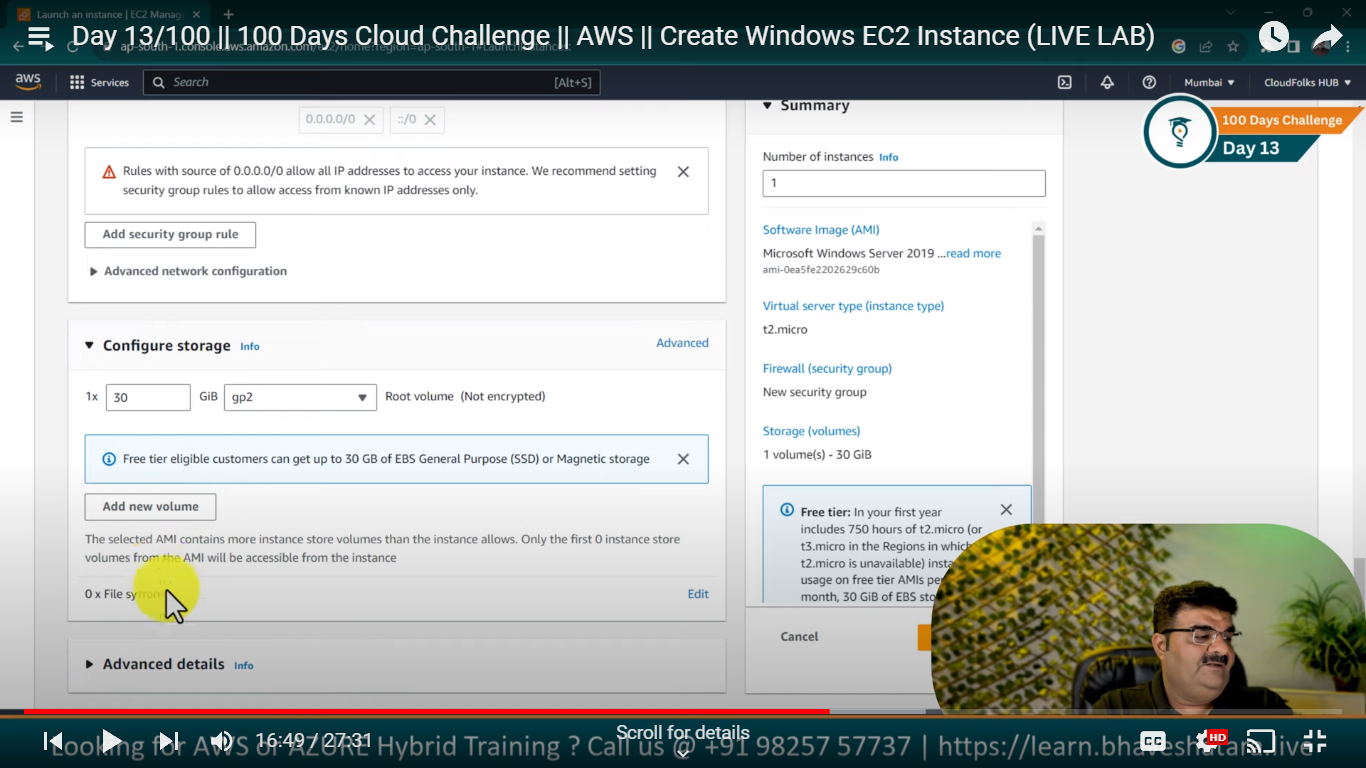 Launch an instance | EC2 Manag
Day 13/100 || 100 Days Cloud Challenge || AWS || Create Windows EC2 Instance (LIVE LAB)
aws
Services
Search
[Alt+S]
Mumbai
CloudFolks HUB
100 Days Challenge
Day 13
0.0.0.0/0
::/0
Rules with source of 0.0.0.0/0 allow all IP addresses to access your instance. We recommend setting
security group rules to allow access from known IP addresses only.
Add security group rule
Advanced network configuration
Configure storage Info
Advanced
1x 30 GiB gp2 Root volume (Not encrypted)
Free tier eligible customers can get up to 30 GB of EBS General Purpose (SSD) or Magnetic storage
Add new volume
The selected AMI contains more instance store volumes than the instance allows. Only the first 0 instance store
volumes from the AMI will be accessible from the instance
0 x File
Edit
Advanced details Info
Summary
Number of instances Info
1
Software Image (AMI)
Microsoft Windows Server 2019 ...read more
ami-0ea5fe2202629c60b
Virtual server type (instance type)
t2.micro
Firewall (security group)
New security group
Storage (volumes)
1 volume(s) - 30 GiB
Free tier: In your first year
includes 750 hours of t2.micro (or
t3.micro in the Regions in which
t2.micro is unavailable)
usage on free tier AMIs per
month, 30 GiB of EBS
Cancel
Scroll for details
16:49 / 27:31
CC
HD
Looking for AWS or AZURE Hybrid Training ? Call us +91 98257 57737 |